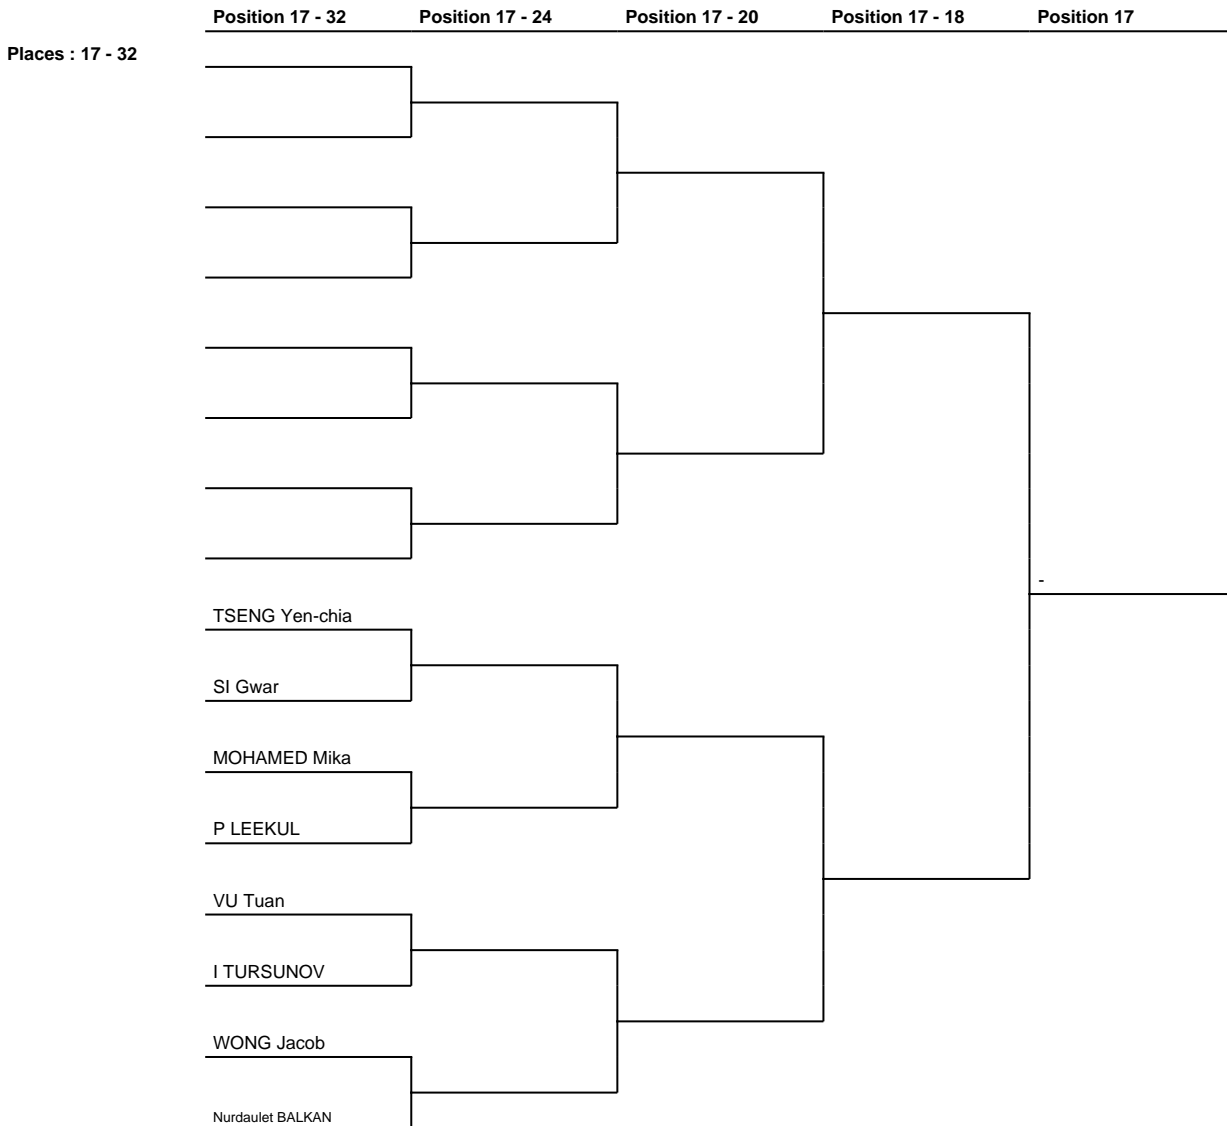 Position 17 - 32 Position 17 - 24 Position 17 - 20 Position 17 - 18 Position 17
Places : 17 - 32
-
TSENG Yen-chia
SI Gwar
MOHAMED Mika
P LEEKUL
VU Tuan
I TURSUNOV
WONG Jacob
Nurdaulet BALKAN